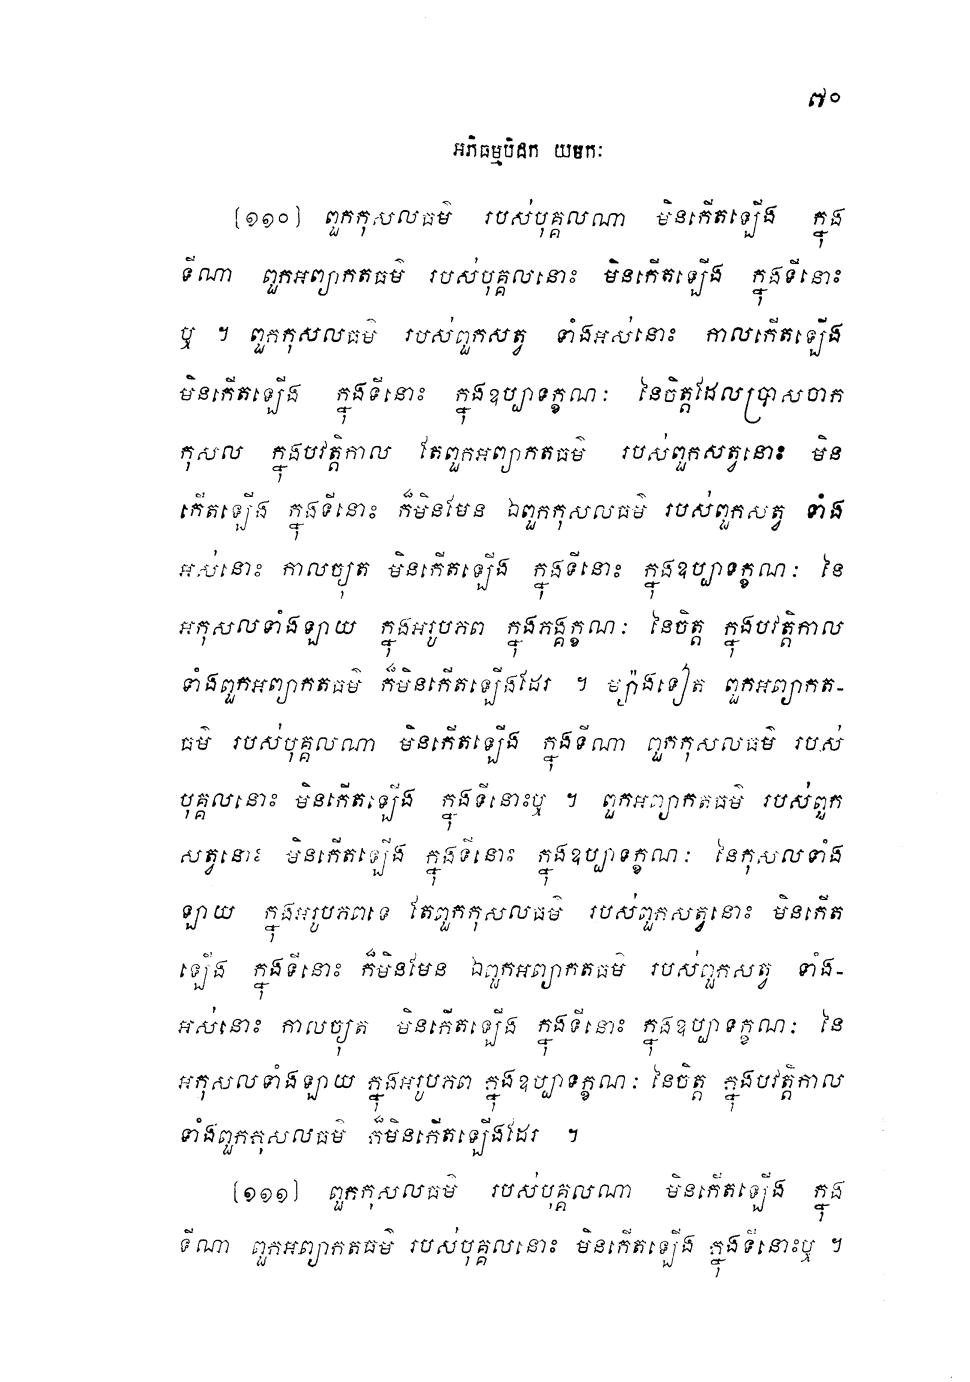 ៧០
អភិធម្មបិដក យមកៈ
[១១០] ពួកកុសលធម៌ របស់បុគ្គលណា មិនកើតឡើង ក្នុង
ទីណា ពួកអព្យាកតធម៌ របស់បុគ្គលនោះ មិនកើតឡើង ក្នុងទីនោះ
ឬ ។ ពួកកុសលធម៌ របស់ពួកសត្វ ទាំងអស់នោះ កាលកើតឡើង
មិនកើតឡើង ក្នុងទីនោះ ក្នុងឧប្បាទក្ខណៈ នៃចិត្តដែលប្រាសចាក
កុសល ក្នុងបវត្តិកាល តែពួកអព្យាកតធម៌ របស់ពួកសត្វនោះ មិន
កើតឡើង ក្នុងទីនោះ ក៏មិនមែន ឯពួកកុសលធម៌ របស់ពួកសត្វ ទាំង
អស់នោះ កាលច្យុត មិនកើតឡើង ក្នុងទីនោះ ក្នុងឧប្បាទក្ខណៈ នៃ
អកុសលទាំងឡាយ ក្នុងអរូបភព ក្នុងភង្គក្ខណៈ នៃចិត្ត ក្នុងបវត្តិកាល
ទាំងពួកអព្យាកតធម៌ ក៏មិនកើតឡើងដែរ ។ ម្យ៉ាងទៀត ពួកអព្យាកត-
ធម៌ របស់បុគ្គលណា មិនកើតឡើង ក្នុងទីណា ពួកកុសលធម៌ របស់
បុគ្គលនោះ មិនកើតឡើង ក្នុងទីនោះឬ ។ ពួកអព្យាកតធម៌ របស់ពួក
សត្វនោះ មិនកើតឡើង ក្នុងទីនោះ ក្នុងឧប្បាទក្ខណៈ នៃកុសលទាំង
ឡាយ ក្នុងអរូបភពទេ តែពួកកុសលធម៌ របស់ពួកសត្វនោះ មិនកើត
ឡើង ក្នុងទីនោះ ក៏មិនមែន ឯពួកអព្យាកតធម៌ របស់ពួកសត្វ ទាំង-
អស់នោះ កាលច្យុត មិនកើតឡើង ក្នុងទីនោះ ក្នុងឧប្បាទក្ខណៈ នៃ
អកុសលទាំងឡាយ ក្នុងអរូបភព ក្នុងឧប្បាទក្ខណៈ នៃចិត្ត ក្នុងបវត្តិកាល
ទាំងពួកកុសលធម៌ ក៏មិនកើតឡើងដែរ ។
[១១១] ពួកកុសលធម៌ របស់បុគ្គលណា មិនកើតឡើង ក្នុង
ទីណា ពួកអព្យាកតធម៌ របស់បុគ្គលនោះ មិនកើតឡើង ក្នុងទីនោះឬ ។